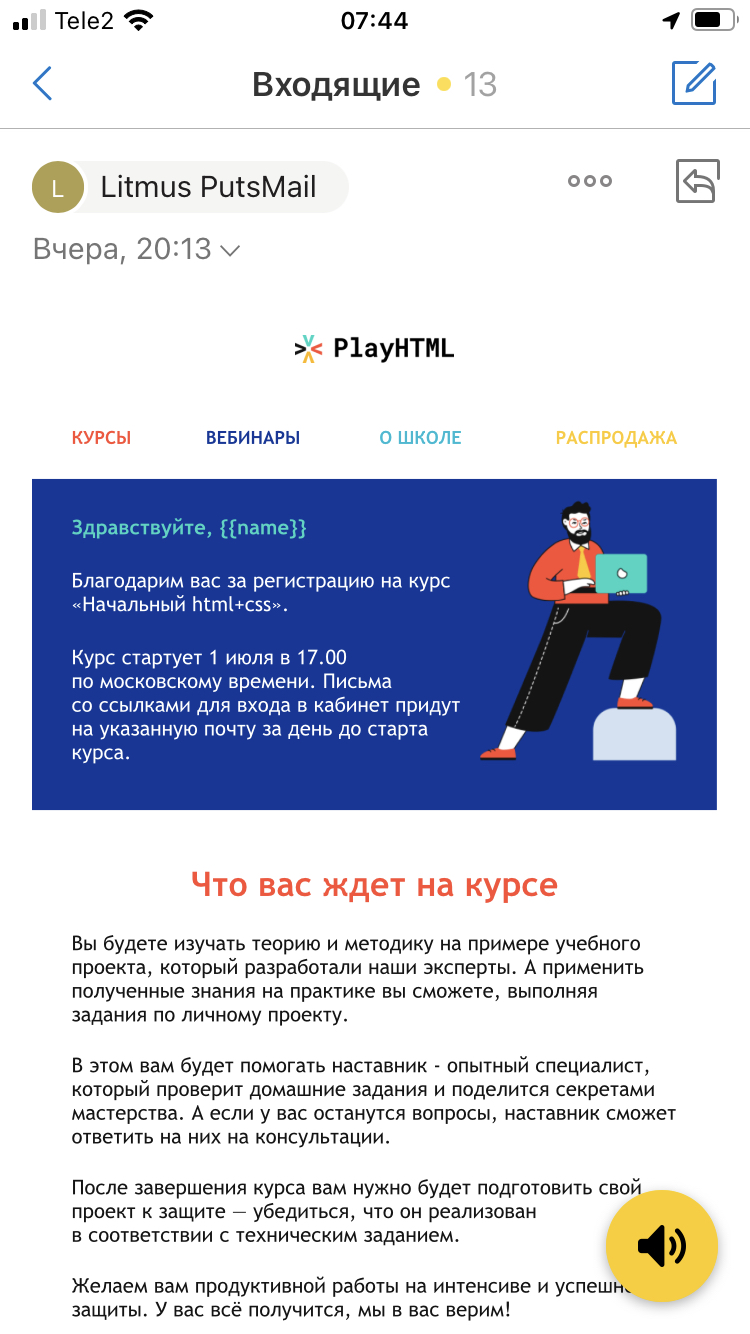 Tele2 07:44
Входящие 13
L Litmus PutsMail
Вчера, 20:13
PlayHTML
КУРСЫ ВЕБИНАРЫ О ШКОЛЕ РАСПРОДАЖА
Здравствуйте, {{name}}
Благодарим вас за регистрацию на курс
«Начальный html+css».
Курс стартует 1 июля в 17.00
по московскому времени. Письма
со ссылками для входа в кабинет придут
на указанную почту за день до старта
курса.
Что вас ждет на курсе
Вы будете изучать теорию и методику на примере учебного
проекта, который разработали наши эксперты. А применить
полученные знания на практике вы сможете, выполняя
задания по личному проекту.
В этом вам будет помогать наставник - опытный специалист,
который проверит домашние задания и поделится секретами
мастерства. А если у вас останутся вопросы, наставник сможет
ответить на них на консультации.
После завершения курса вам нужно будет подготовить свой
проект к защите — убедиться, что он реализован
в соответствии с техническим заданием.
Желаем вам продуктивной работы на интенсиве и
защиты. У вас всё получится, мы в вас верим!